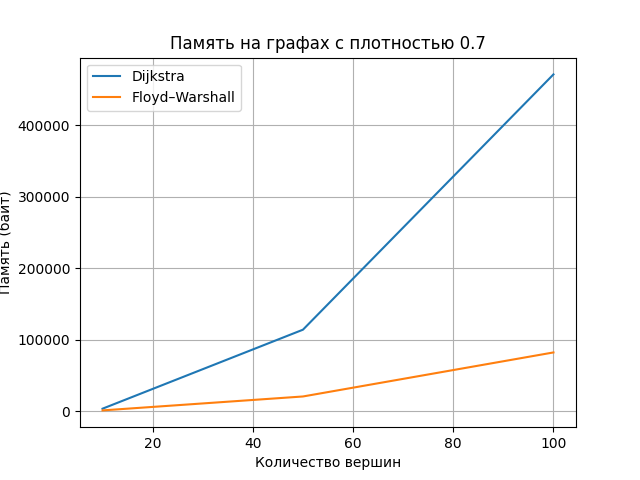 Память на графах с плотностью 0.7
Dijkstra
Floyd–Warshall
400000
300000
200000
100000
0
Память (байт)
20 40 60 80 100
Количество вершин